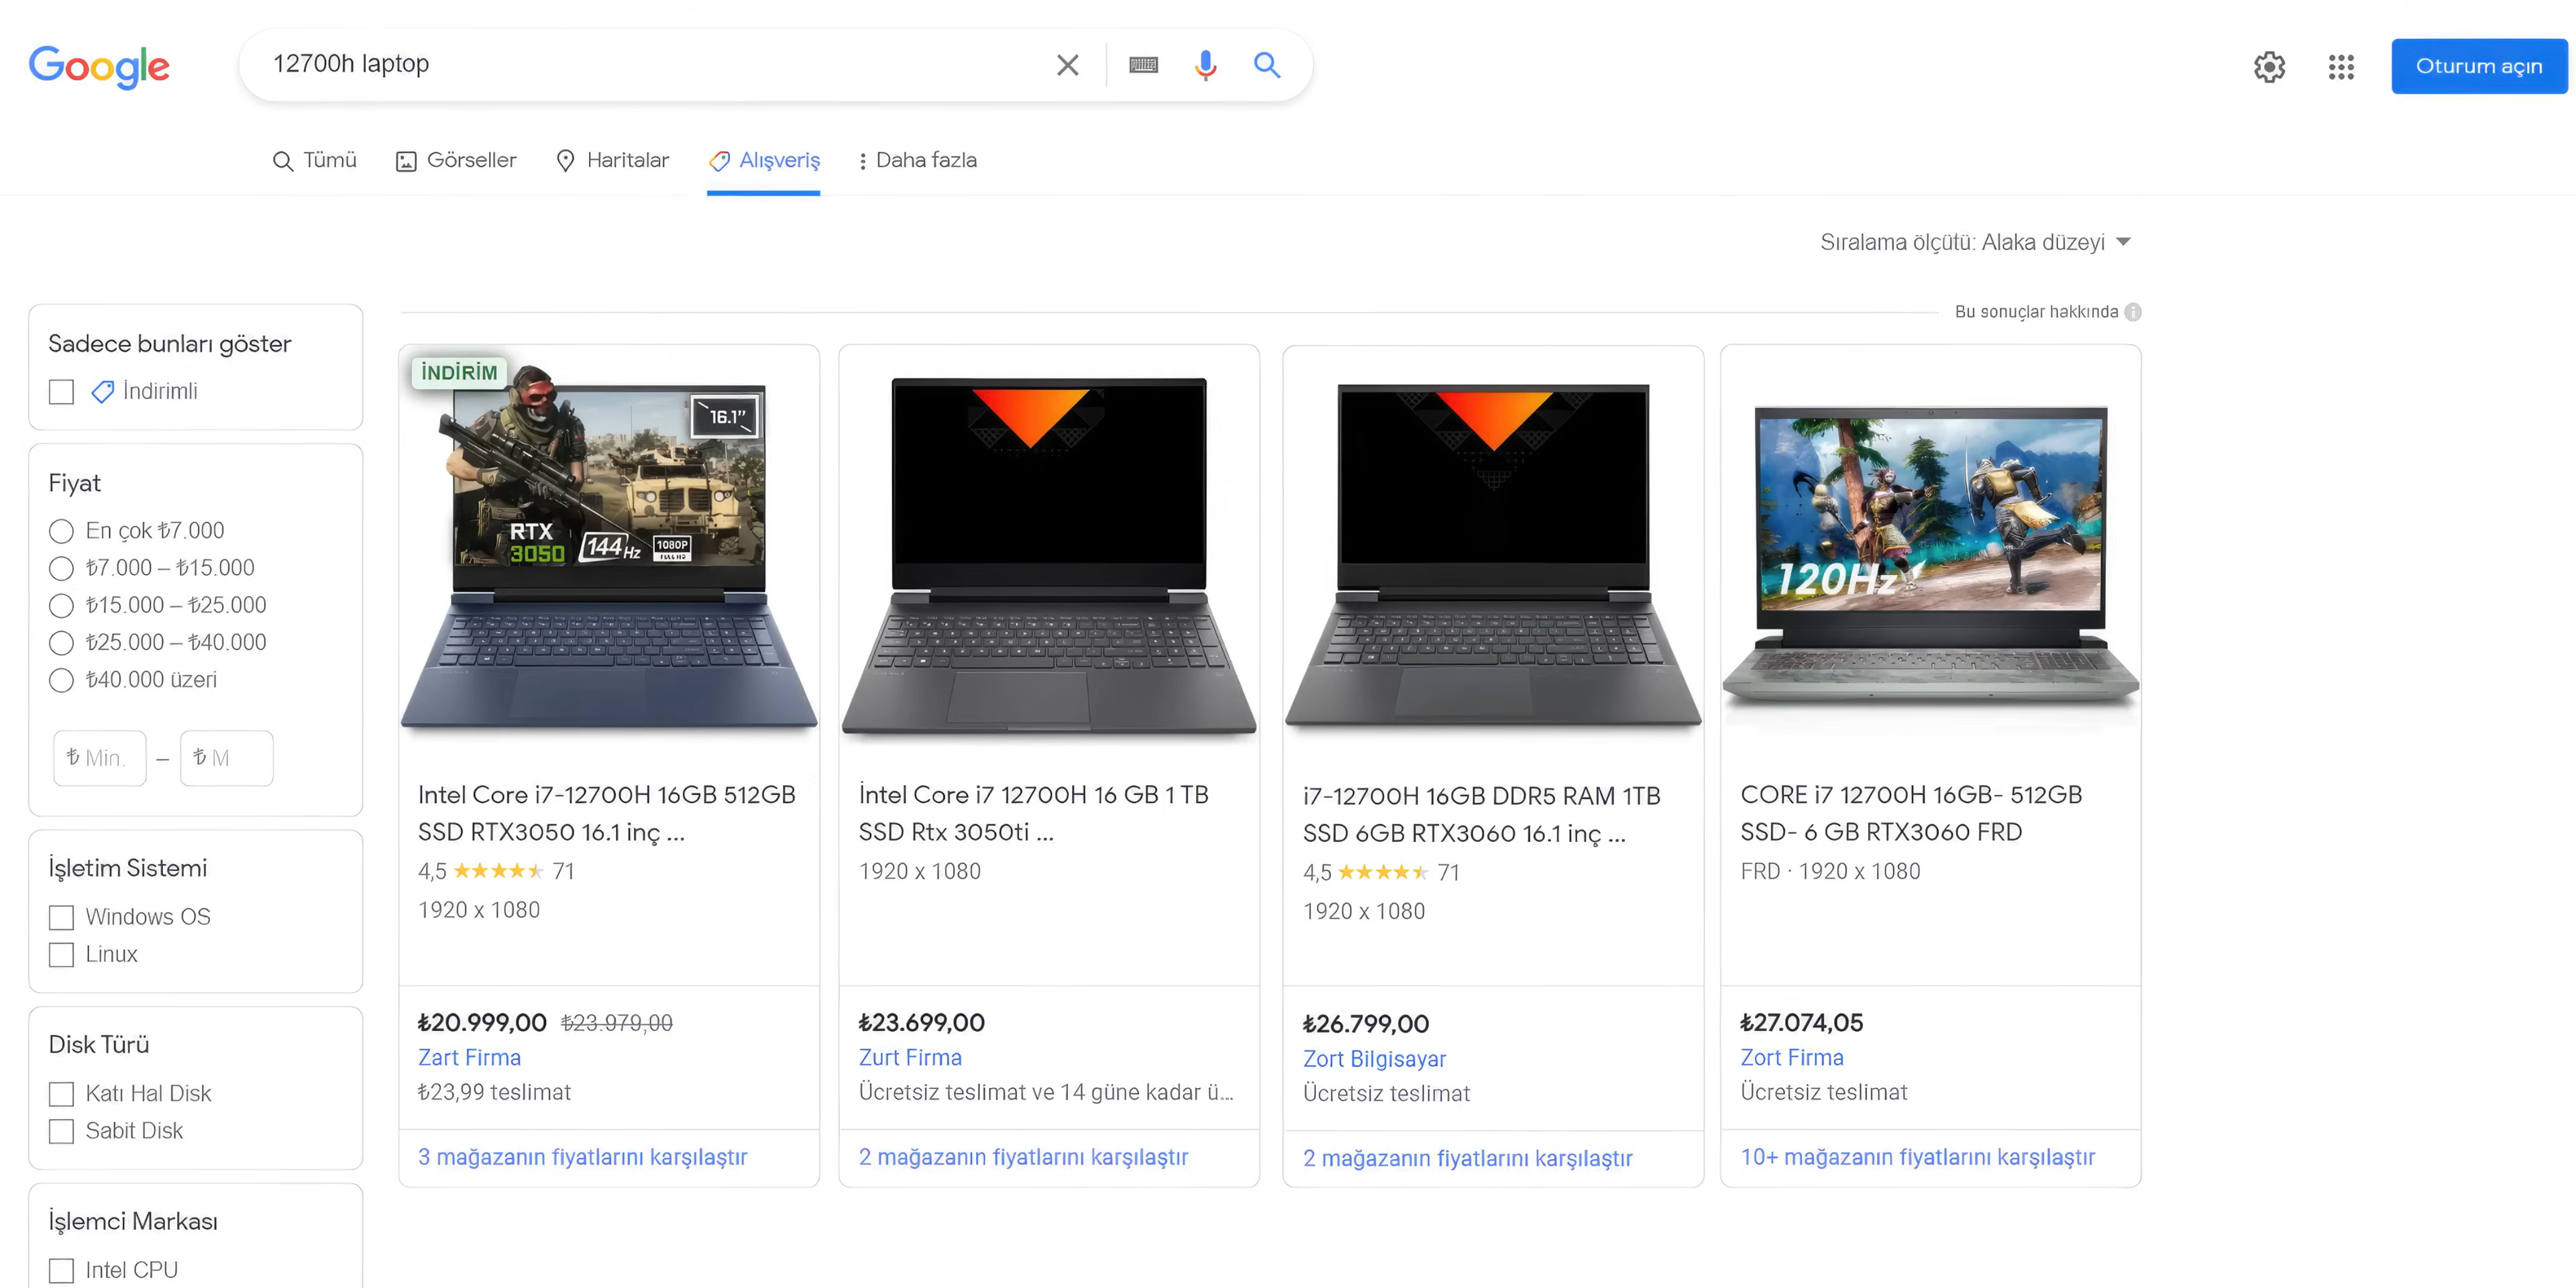 Google
12700h laptop
Oturum açın
Tümü
Görseller
Haritalar
Alışveriş
Daha fazla
Sıralama ölçütü: Alaka düzeyi
Bu sonuçlar hakkında
Sadece bunları göster
İndirimli
Fiyat
En çok ₺7.000
₺7.000 – ₺15.000
₺15.000 – ₺25.000
₺25.000 – ₺40.000
₺40.000 üzeri
₺ Min. – ₺ M
İşletim Sistemi
Windows OS
Linux
Disk Türü
Katı Hal Disk
Sabit Disk
İşlemci Markası
Intel CPU
İNDİRİM
16.1”
RTX
3050
144Hz
1080P
FULL HD
Intel Core i7-12700H 16GB 512GB
SSD RTX3050 16.1 inç ...
4,5 71
1920 x 1080
₺20.999,00 ₺23.979,00
Zart Firma
₺23,99 teslimat
3 mağazanın fiyatlarını karşılaştır
İntel Core i7 12700H 16 GB 1 TB
SSD Rtx 3050ti ...
1920 x 1080
₺23.699,00
Zurt Firma
Ücretsiz teslimat ve 14 güne kadar ü...
2 mağazanın fiyatlarını karşılaştır
i7-12700H 16GB DDR5 RAM 1TB
SSD 6GB RTX3060 16.1 inç ...
4,5 71
1920 x 1080
₺26.799,00
Zort Bilgisayar
Ücretsiz teslimat
2 mağazanın fiyatlarını karşılaştır
120Hz
CORE i7 12700H 16GB- 512GB
SSD- 6 GB RTX3060 FRD
FRD · 1920 x 1080
₺27.074,05
Zort Firma
Ücretsiz teslimat
10+ mağazanın fiyatlarını karşılaştır